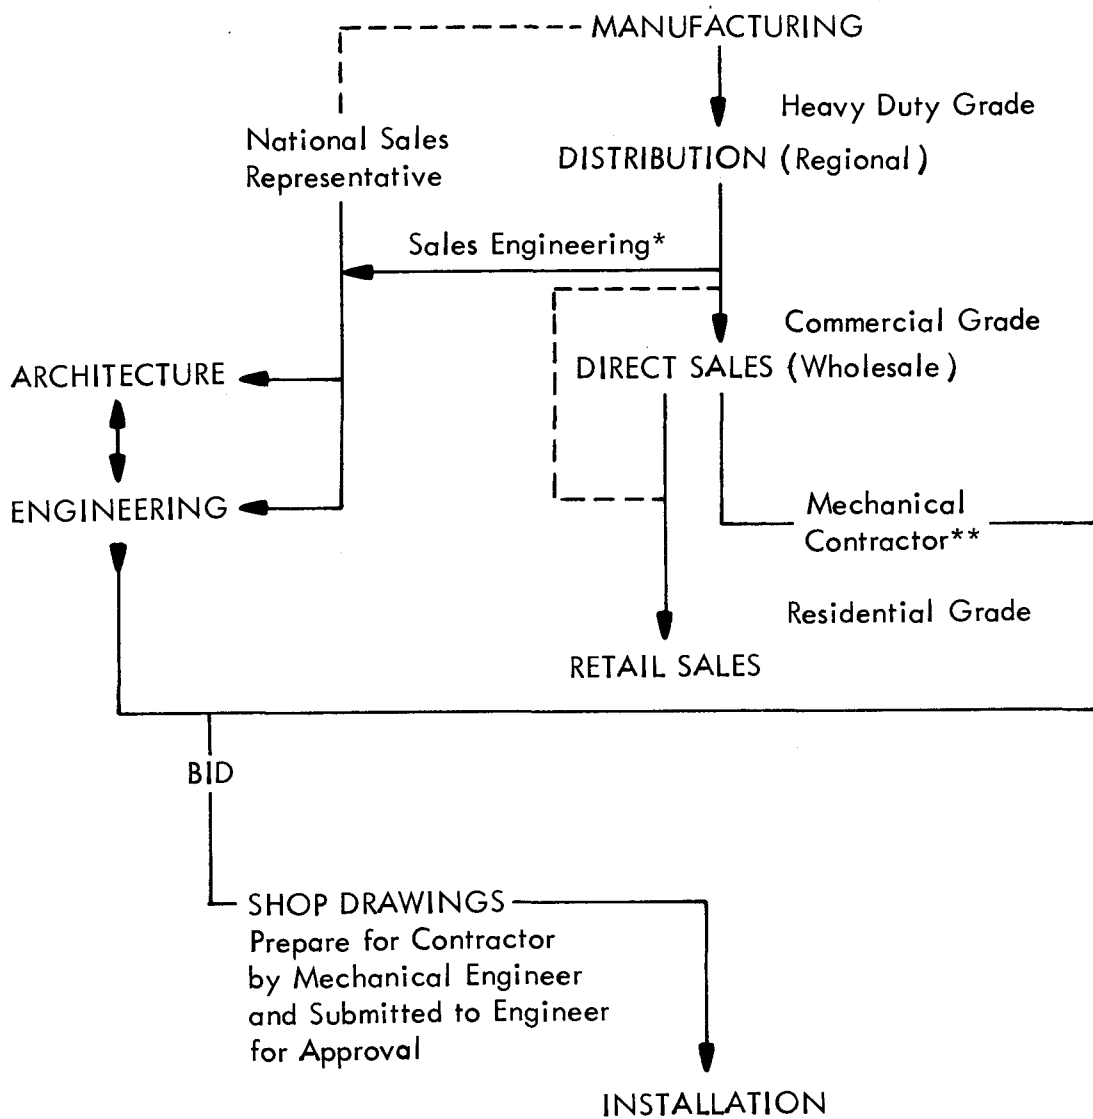 MANUFACTURING
Heavy Duty Grade
National Sales
Representative
DISTRIBUTION (Regional)
Sales Engineering*
Commercial Grade
DIRECT SALES (Wholesale)
ARCHITECTURE
ENGINEERING
Mechanical
Contractor**
Residential Grade
RETAIL SALES
BID
SHOP DRAWINGS
Prepare for Contractor
by Mechanical Engineer
and Submitted to Engineer
for Approval
INSTALLATION